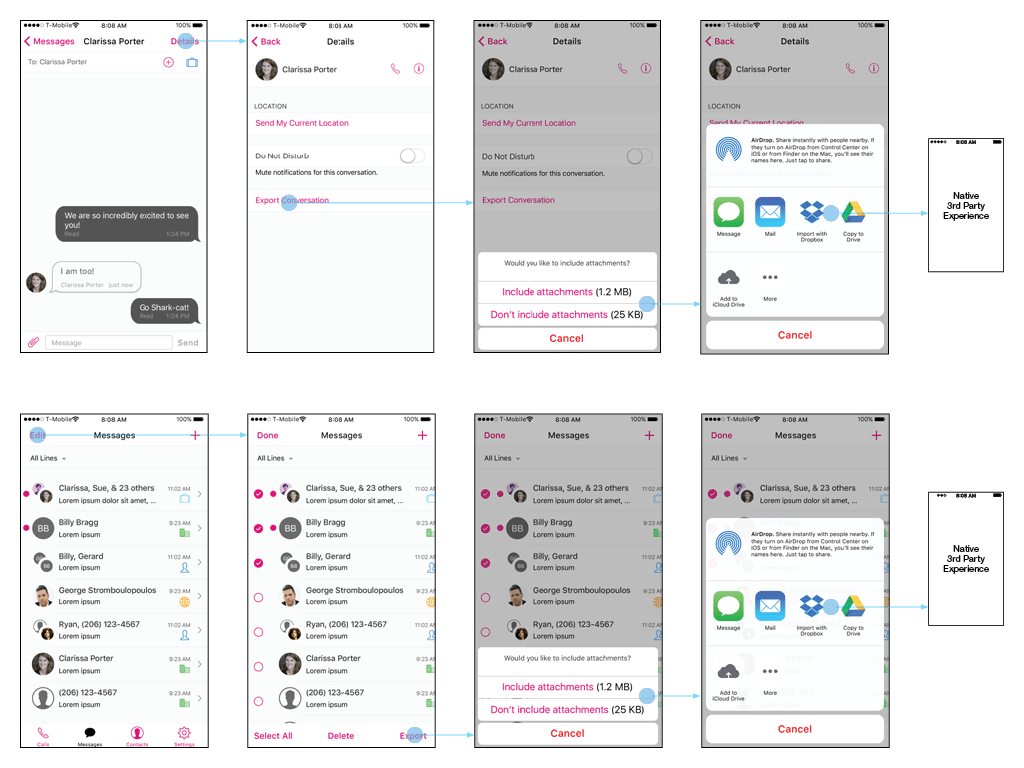 T-Mobile 8:08 AM 100%
Messages Clarissa Porter Details
To: Clarissa Porter
We are so incredibly excited to see
you!
Read 1:24 PM
I am too!
Clarissa Porter just now
Go Shark-cat!
Read 1:24 PM
Message Send
T-Mobile 8:08 AM 100%
Back Details
Clarissa Porter
LOCATION
Send My Current Location
Do Not Disturb
Mute notifications for this conversation.
Export Conversation
T-Mobile 8:08 AM 100%
Back Details
Clarissa Porter
LOCATION
Send My Current Location
Do Not Disturb
Mute notifications for this conversation.
Export Conversation
Would you like to include attachments?
Include attachments (1.2 MB)
Don't include attachments (25 KB)
Cancel
T-Mobile 8:08 AM 100%
Back Details
Clarissa Porter
LOCATION
Send My Current Location
AirDrop. Share instantly with people nearby. If
they turn on AirDrop from Control Center on
iOS or from Finder on the Mac, you'll see their
names here. Just tap to share.
Mute notifications for this conversation.
Message Mail Import with Copy to
Dropbox Drive
Add to More
iCloud Drive
Cancel
8:08 AM
Native
3rd Party
Experience
T-Mobile 8:08 AM 100%
Edit Messages +
All Lines
Clarissa, Sue, & 23 others 11:02 AM
Lorem ipsum dolor sit amet, ...
BB Billy Bragg 9:23 AM
Lorem ipsum
BB Billy, Gerard 11:02 AM
Lorem ipsum
George Stromboulopoulos 9:23 AM
Lorem ipsum
Ryan, (206) 123-4567 11:02 AM
Lorem ipsum
Clarissa Porter 9:23 AM
Lorem ipsum
(206) 123-4567 9:23 AM
Lorem ipsum
Calls Messages Contacts Settings
T-Mobile 8:08 AM 100%
Done Messages +
All Lines
Clarissa, Sue, & 23 others 11:02 AM
Lorem ipsum dolor sit amet, ...
BB Billy Bragg 9:23 AM
Lorem ipsum
BB Billy, Gerard 11:02 AM
Lorem ipsum
George Stromboulopoulos 9:23 AM
Lorem ipsum
Ryan, (206) 123-4567 11:02 AM
Lorem ipsum
Clarissa Porter 9:23 AM
Lorem ipsum
(206) 123-4567 9:23 AM
Lorem ipsum
Select All Delete Export
T-Mobile 8:08 AM 100%
Done Messages +
All Lines
Clarissa, Sue, & 23 others 11:02 AM
Lorem ipsum dolor sit amet, ...
BB Billy Bragg 9:23 AM
Lorem ipsum
BB Billy, Gerard 11:02 AM
Lorem ipsum
George Stromboulopoulos 9:23 AM
Lorem ipsum
Ryan, (206) 123-4567 11:02 AM
Lorem ipsum
Would you like to include attachments?
Include attachments (1.2 MB)
Don't include attachments (25 KB)
Cancel
T-Mobile 8:08 AM 100%
Done Messages +
All Lines
Clarissa, Sue, & 23 others 11:02 AM
Lorem ipsum dolor sit amet, ...
AirDrop. Share instantly with people nearby. If
they turn on AirDrop from Control Center on
iOS or from Finder on the Mac, you'll see their
names here. Just tap to share.
Message Mail Import with Copy to
Dropbox Drive
Add to More
iCloud Drive
Cancel
8:08 AM
Native
3rd Party
Experience